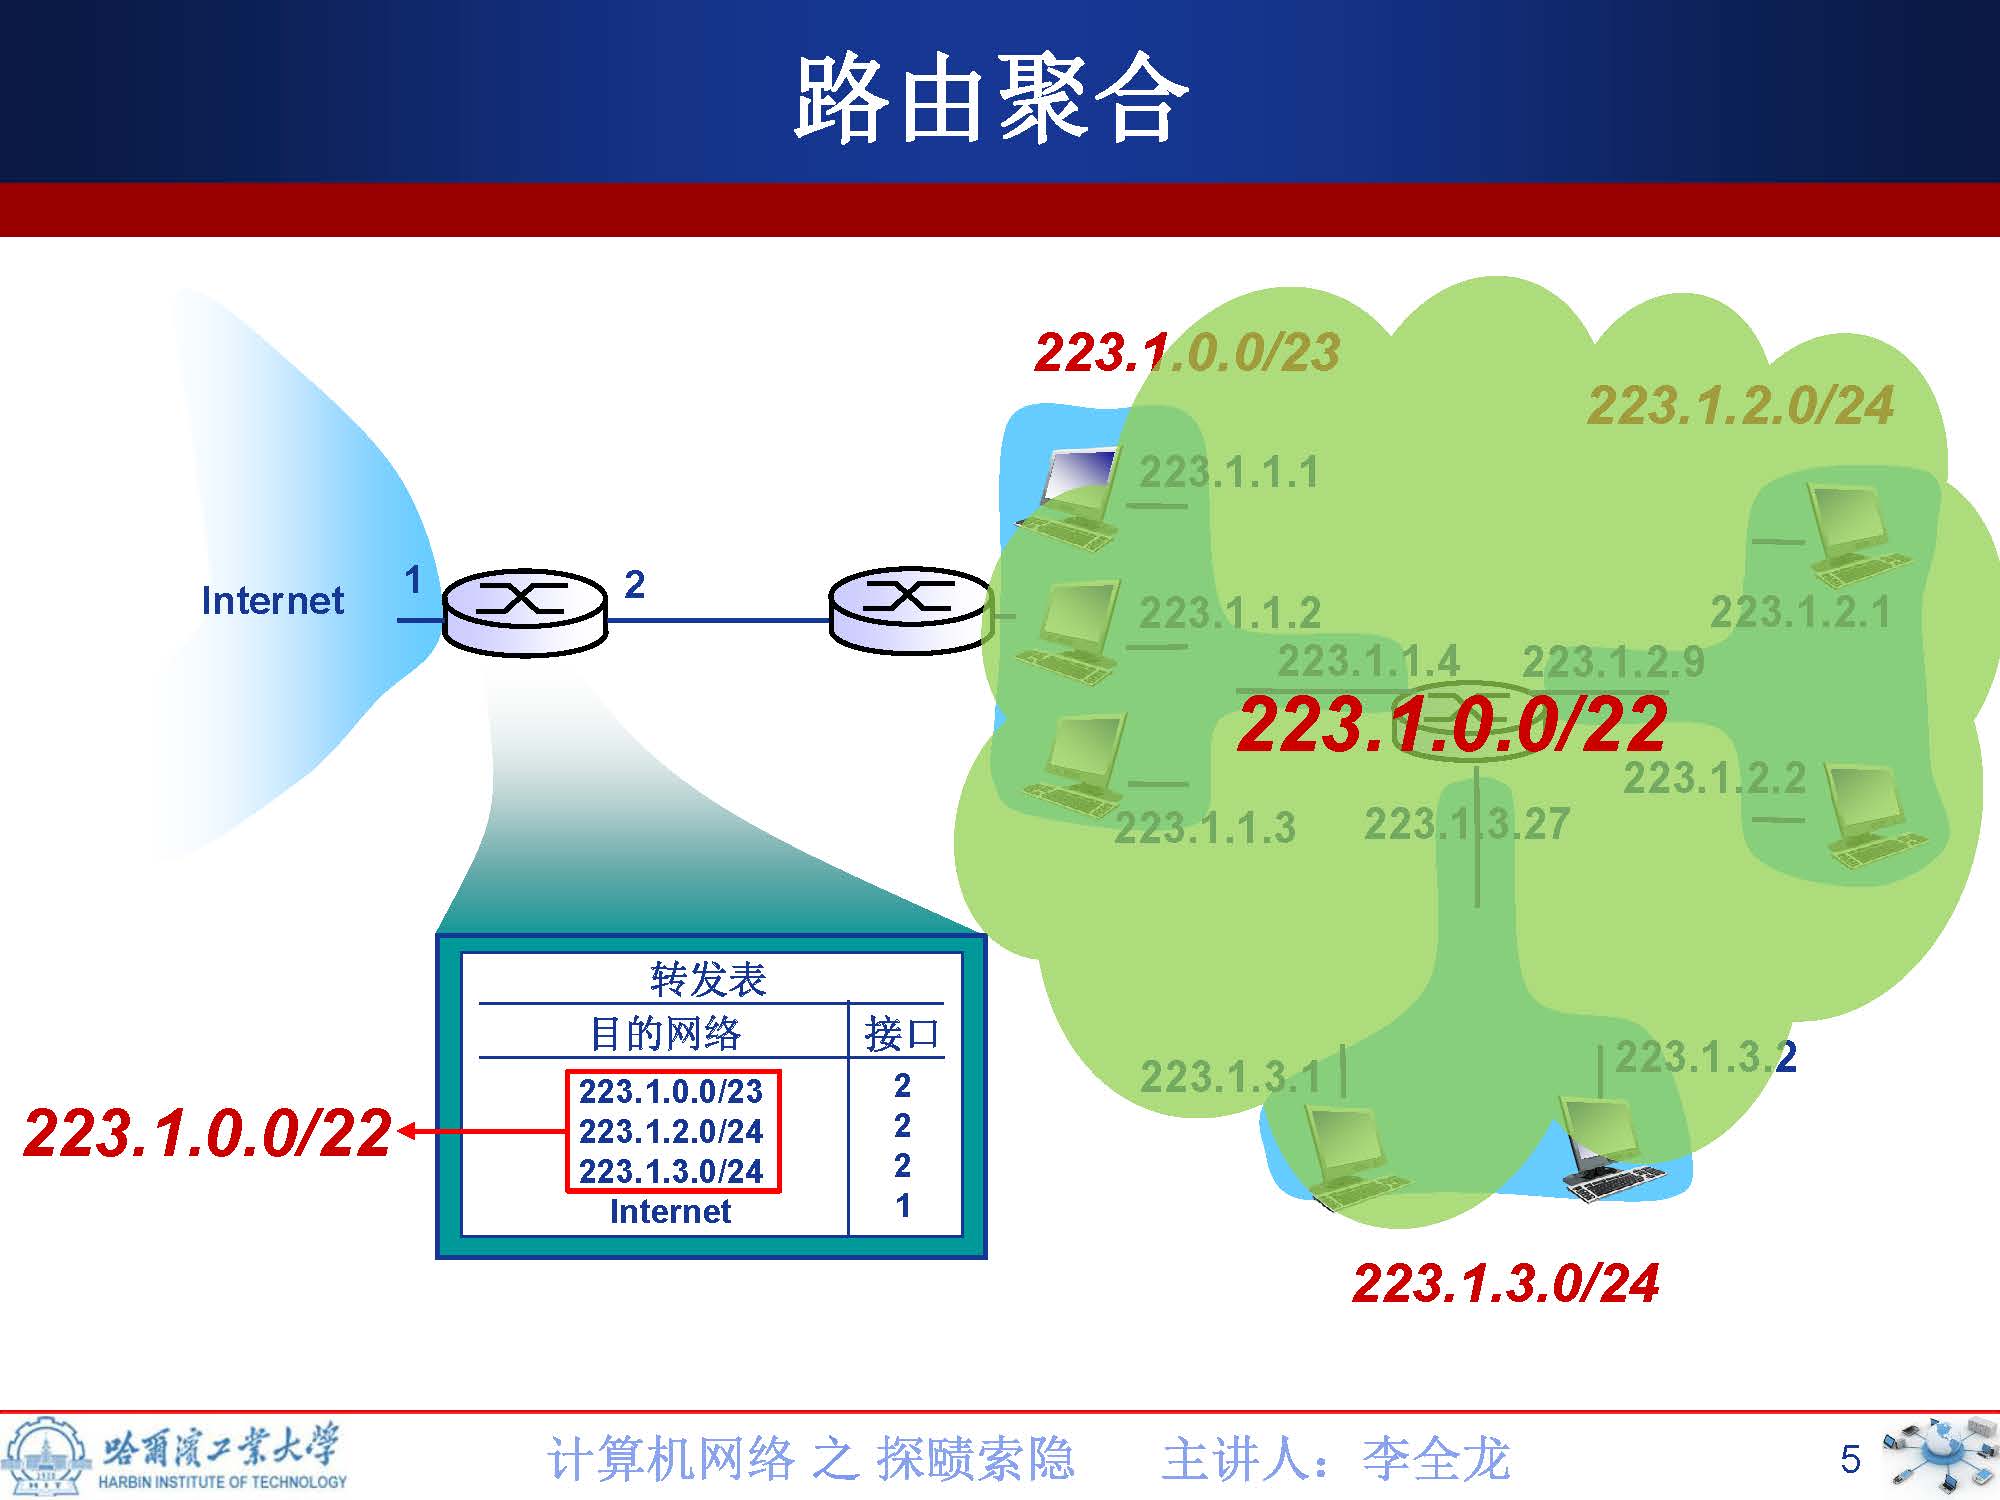 路由聚合
223.1.0.0/23
223.1.2.0/24
223.1.1.1
Internet
1
2
223.1.1.2
223.1.2.1
223.1.1.4
223.1.2.9
223.1.0.0/22
223.1.2.2
223.1.1.3
223.1.3.27
转发表
目的网络 接口
223.1.0.0/23 2
223.1.2.0/24 2
223.1.3.0/24 2
Internet 1
223.1.0.0/22
223.1.3.1
223.1.3.2
223.1.3.0/24
哈尔滨工业大学
HARBIN INSTITUTE OF TECHNOLOGY
计算机网络 之 探赜索隐 主讲人：李全龙
5